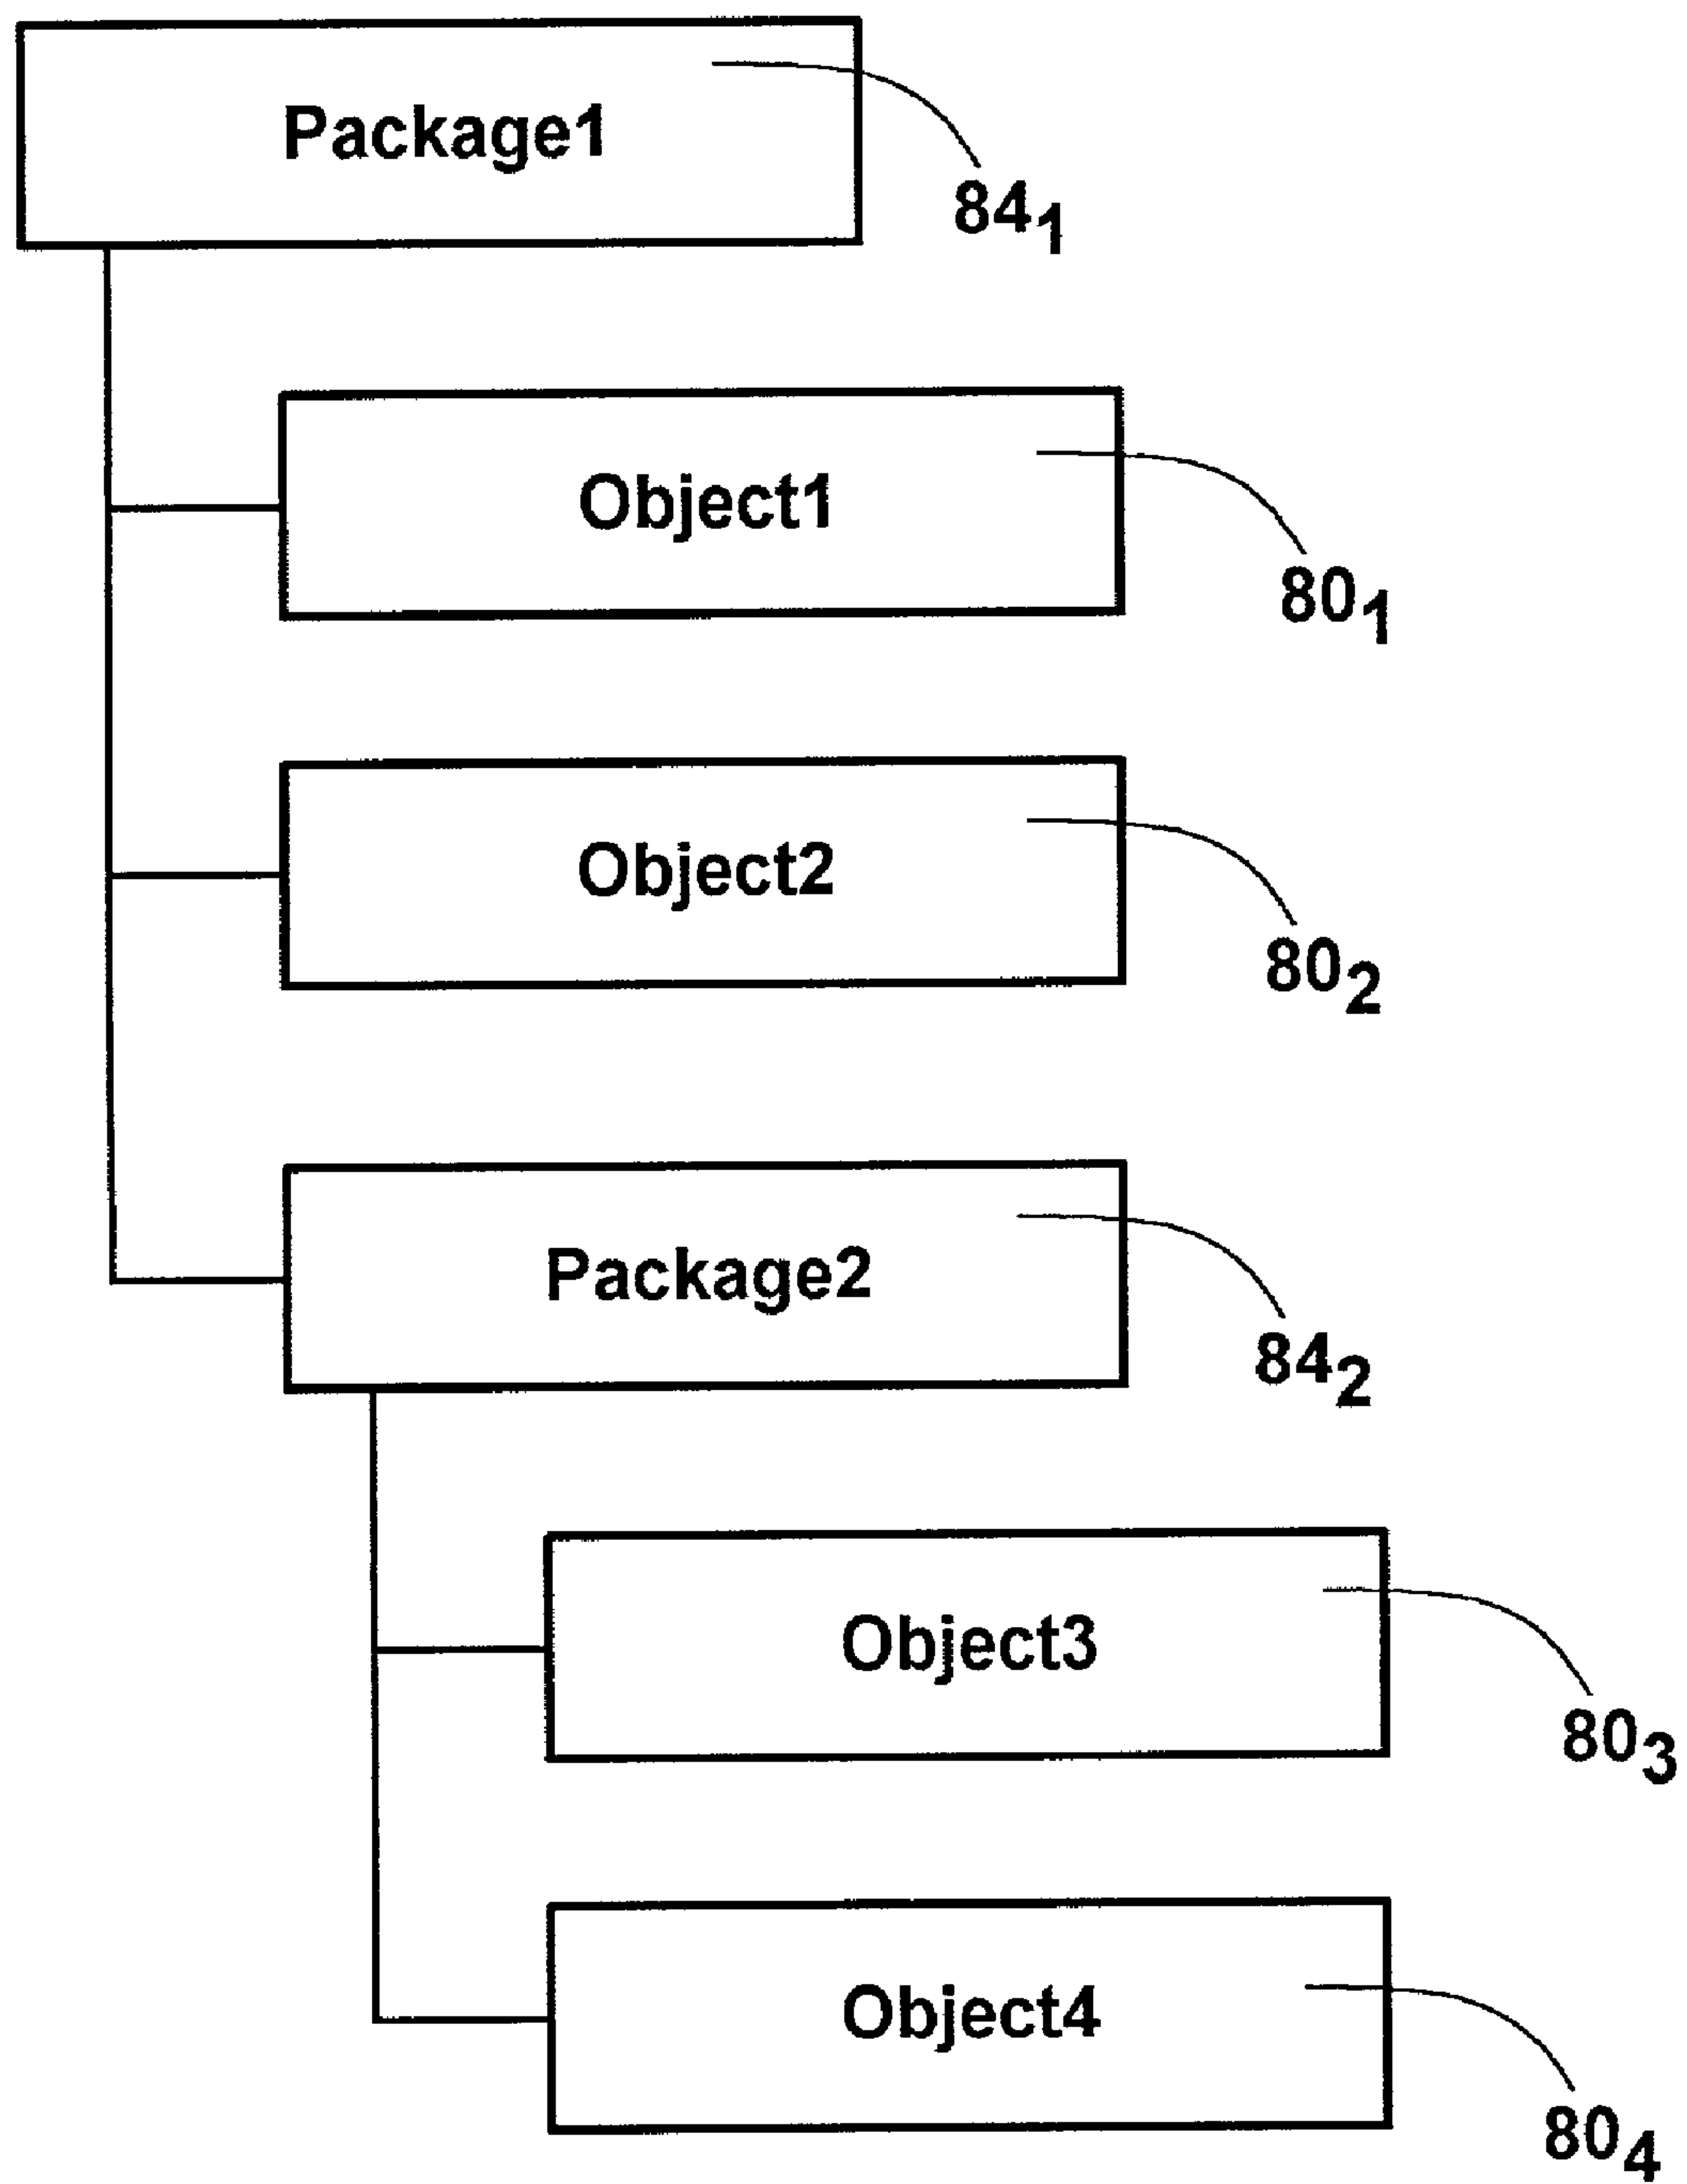 Package1
84₁
Object1
80₁
Object2
80₂
Package2
84₂
Object3
80₃
Object4
80₄